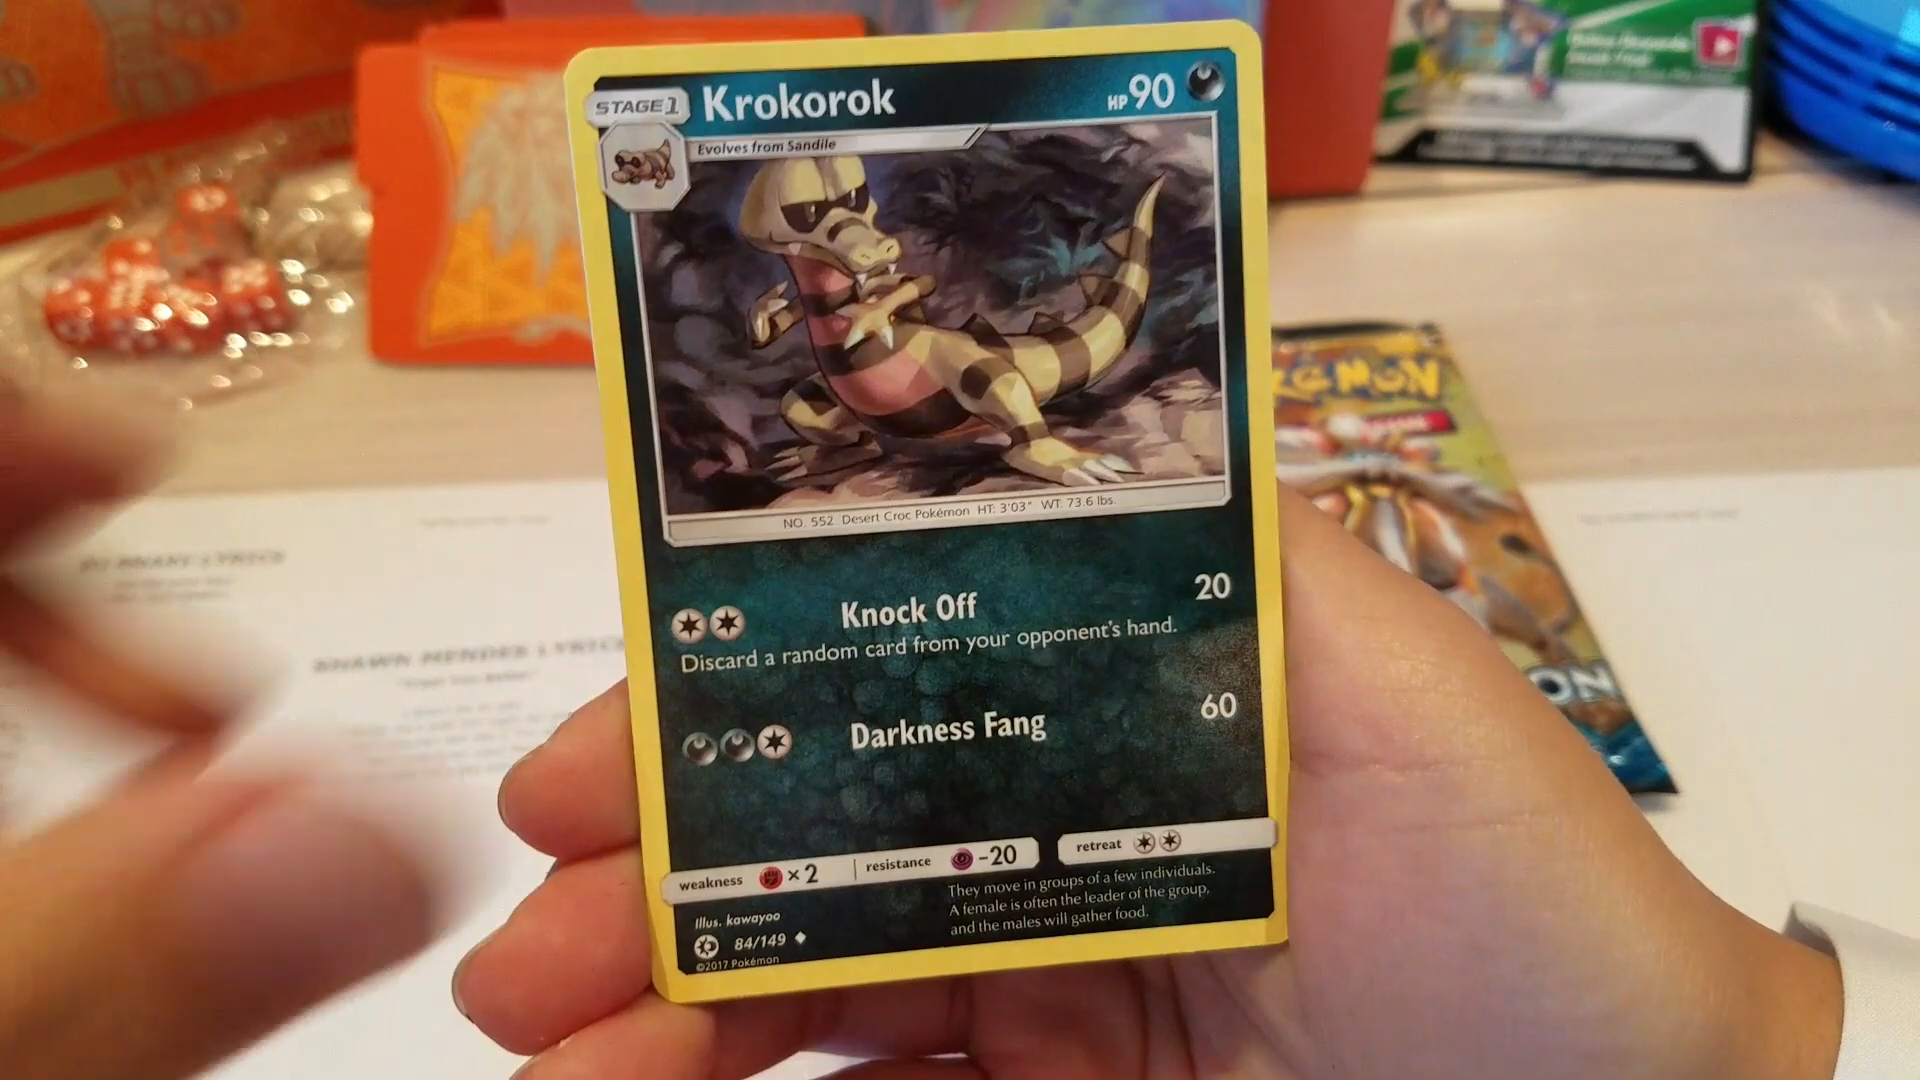 STAGE 1
Krokorok
HP 90
Evolves from Sandile
NO. 552 Desert Croc Pokémon HT: 3'03" WT: 73.6 lbs.
Knock Off 20
Discard a random card from your opponent's hand.
Darkness Fang 60
weakness ×2 resistance -20 retreat
They move in groups of a few individuals.
A female is often the leader of the group,
and the males will gather food.
Illus. kawayoo
84/149
©2017 Pokémon
SHAWN MENDES LYRICS